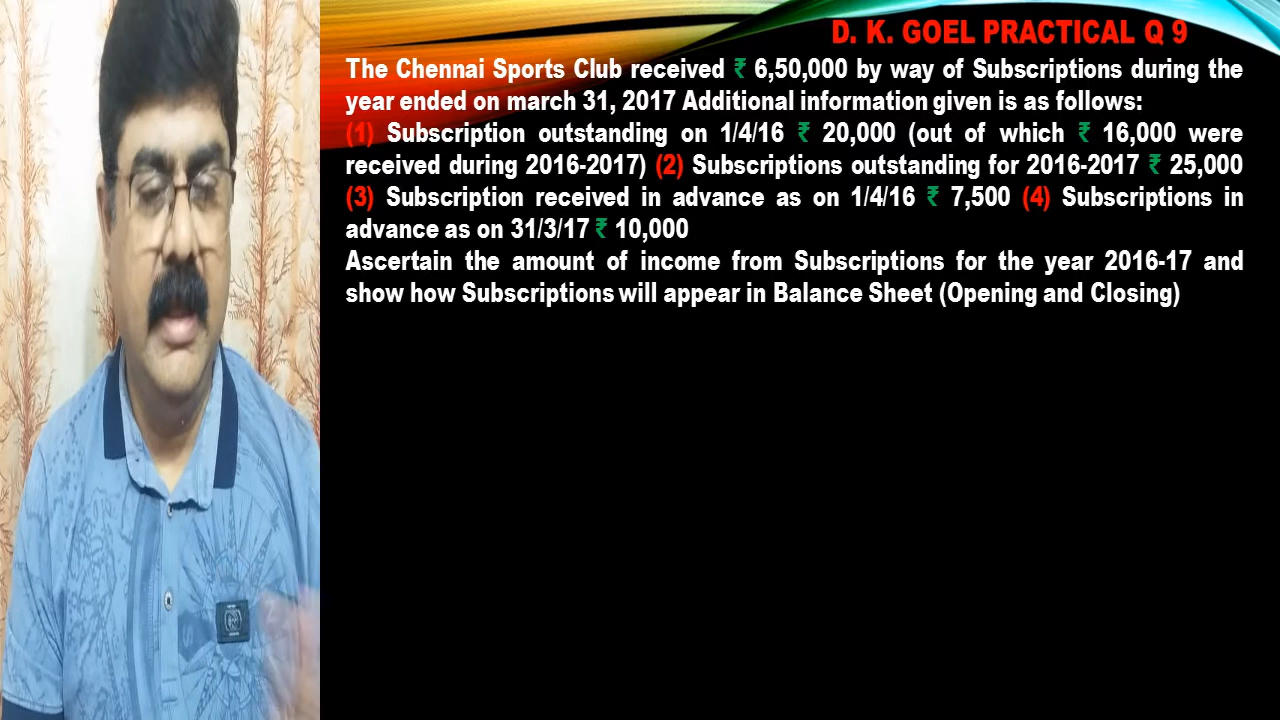 D. K. GOEL PRACTICAL Q 9
The Chennai Sports Club received ₹ 6,50,000 by way of Subscriptions during the
year ended on march 31, 2017 Additional information given is as follows:
(1) Subscription outstanding on 1/4/16 ₹ 20,000 (out of which ₹ 16,000 were
received during 2016-2017) (2) Subscriptions outstanding for 2016-2017 ₹ 25,000
(3) Subscription received in advance as on 1/4/16 ₹ 7,500 (4) Subscriptions in
advance as on 31/3/17 ₹ 10,000
Ascertain the amount of income from Subscriptions for the year 2016-17 and
show how Subscriptions will appear in Balance Sheet (Opening and Closing)